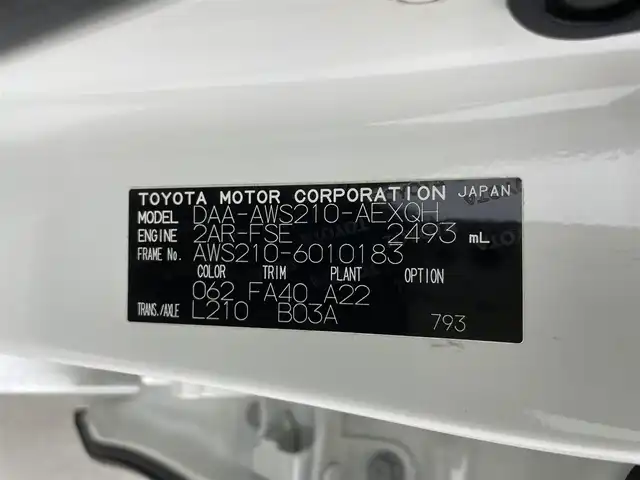 TOYOTA MOTOR CORPORATION JAPAN
MODEL DAA-AWS210-AEXQH
ENGINE 2AR-FSE 2493 mL
FRAME No. AWS210-6010183
COLOR TRIM PLANT OPTION
062 FA40 A22
TRANS./AXLE L210 B03A 793